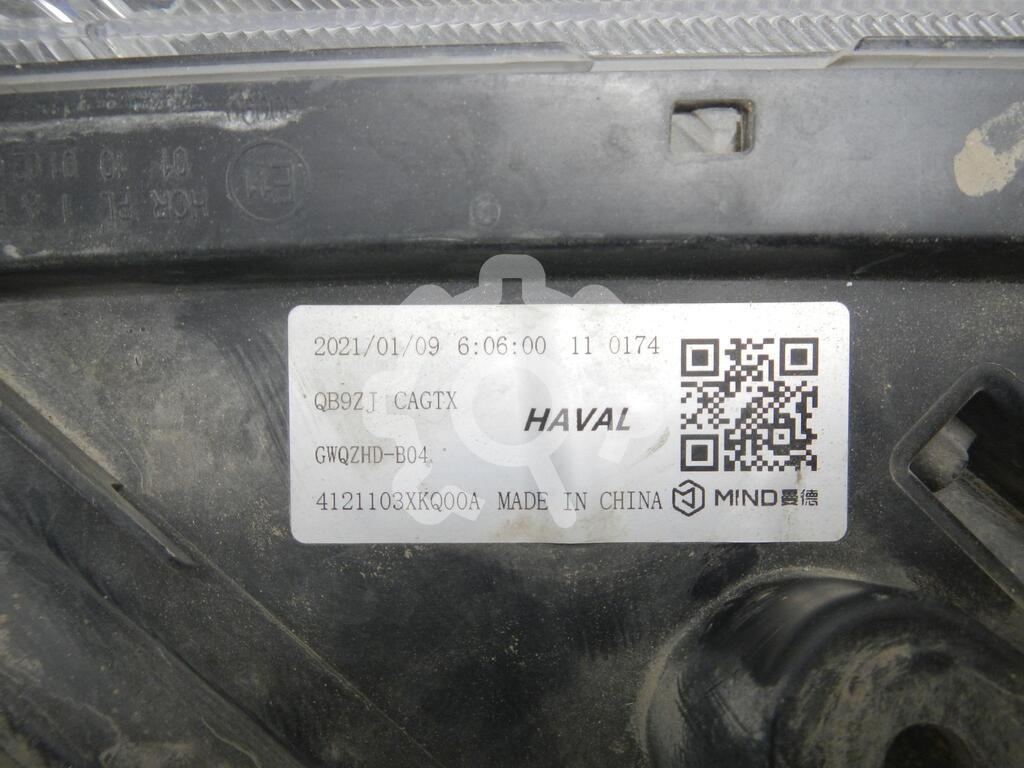 2021/01/09 6:06:00 11 0174
QB9ZJ CAGTX
HAVAL
GWQZHD-B04
4121103XKQ00A MADE IN CHINA MIND曼德